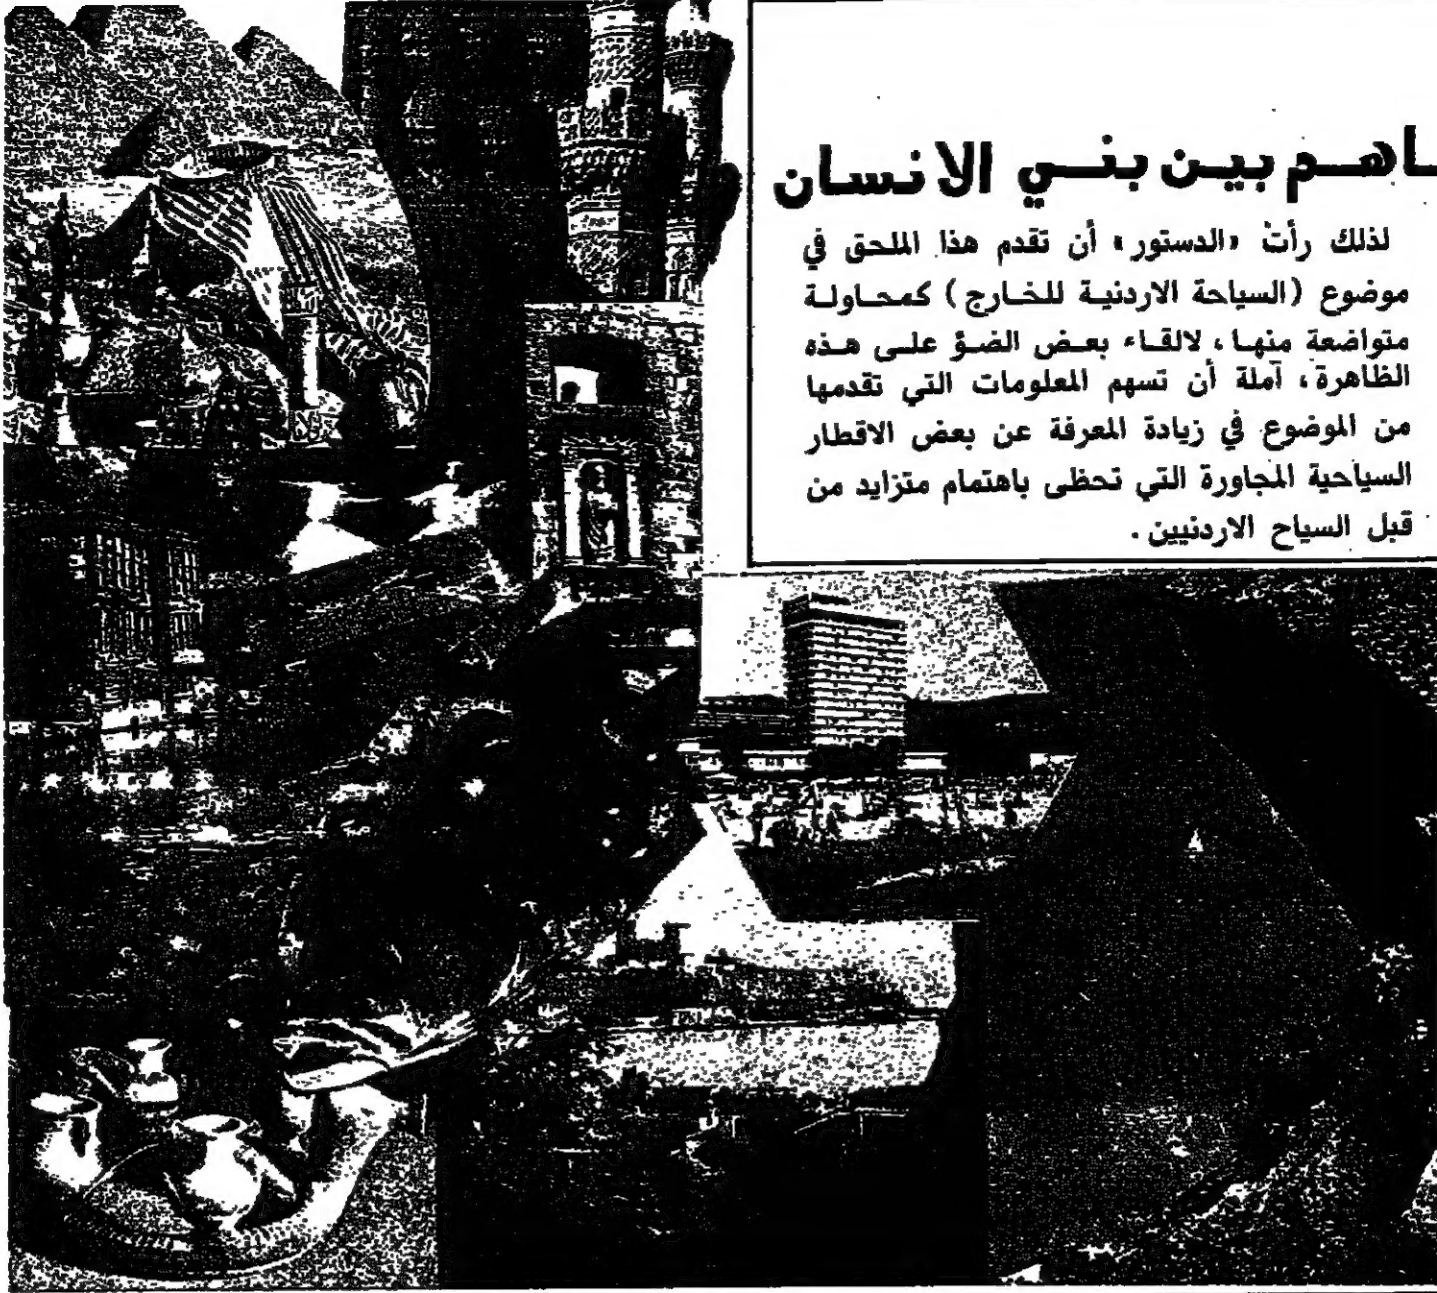 ـاهـم بيـن بنـي الانسان
لذلك رأت «الدستور» أن تقدم هذا الملحق في
موضوع (السياحة الاردنية للخارج) كمحاولة
متواضعة منها، لالقاء بعض الضؤ على هذه
الظاهرة، آملة أن تسهم المعلومات التي تقدمها
من الموضوع في زيادة المعرفة عن بعض الاقطار
السياحية المجاورة التي تحظى باهتمام متزايد من
قبل السياح الاردنيين.